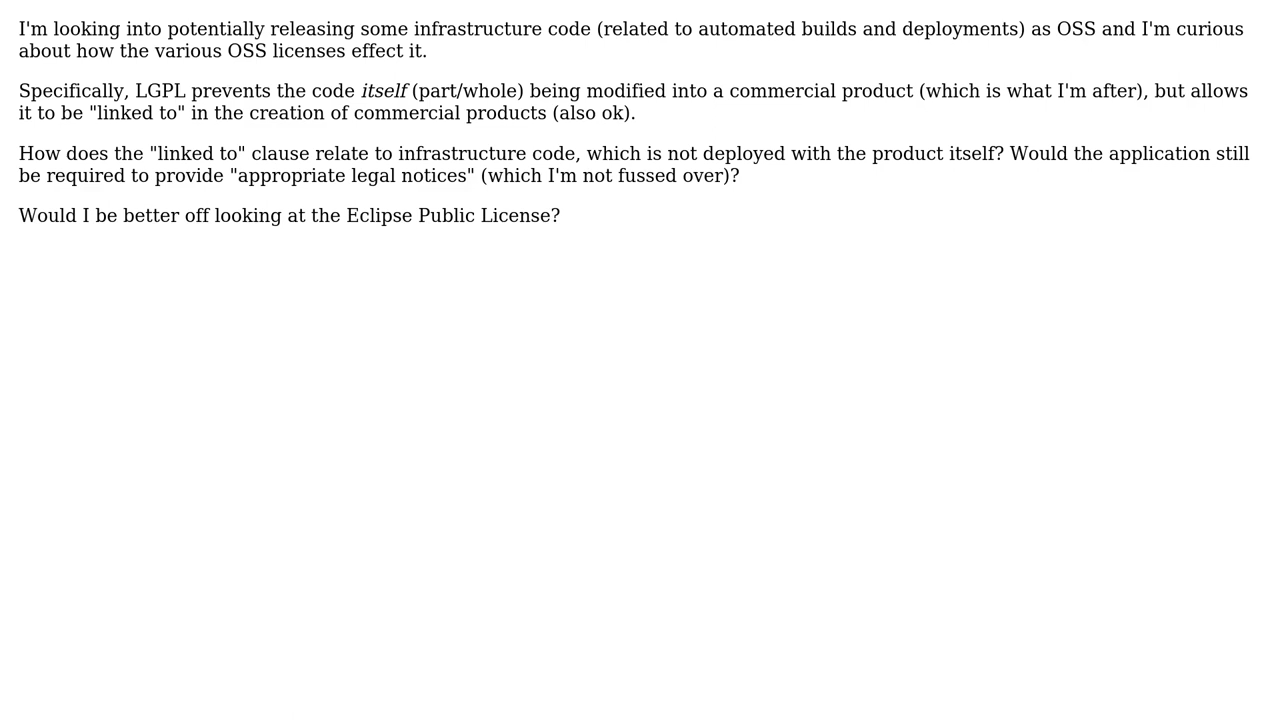 I'm looking into potentially releasing some infrastructure code (related to automated builds and deployments) as OSS and I'm curious
about how the various OSS licenses effect it.
Specifically, LGPL prevents the code itself (part/whole) being modified into a commercial product (which is what I'm after), but allows
it to be "linked to" in the creation of commercial products (also ok).
How does the "linked to" clause relate to infrastructure code, which is not deployed with the product itself? Would the application still
be required to provide "appropriate legal notices" (which I'm not fussed over)?
Would I be better off looking at the Eclipse Public License?